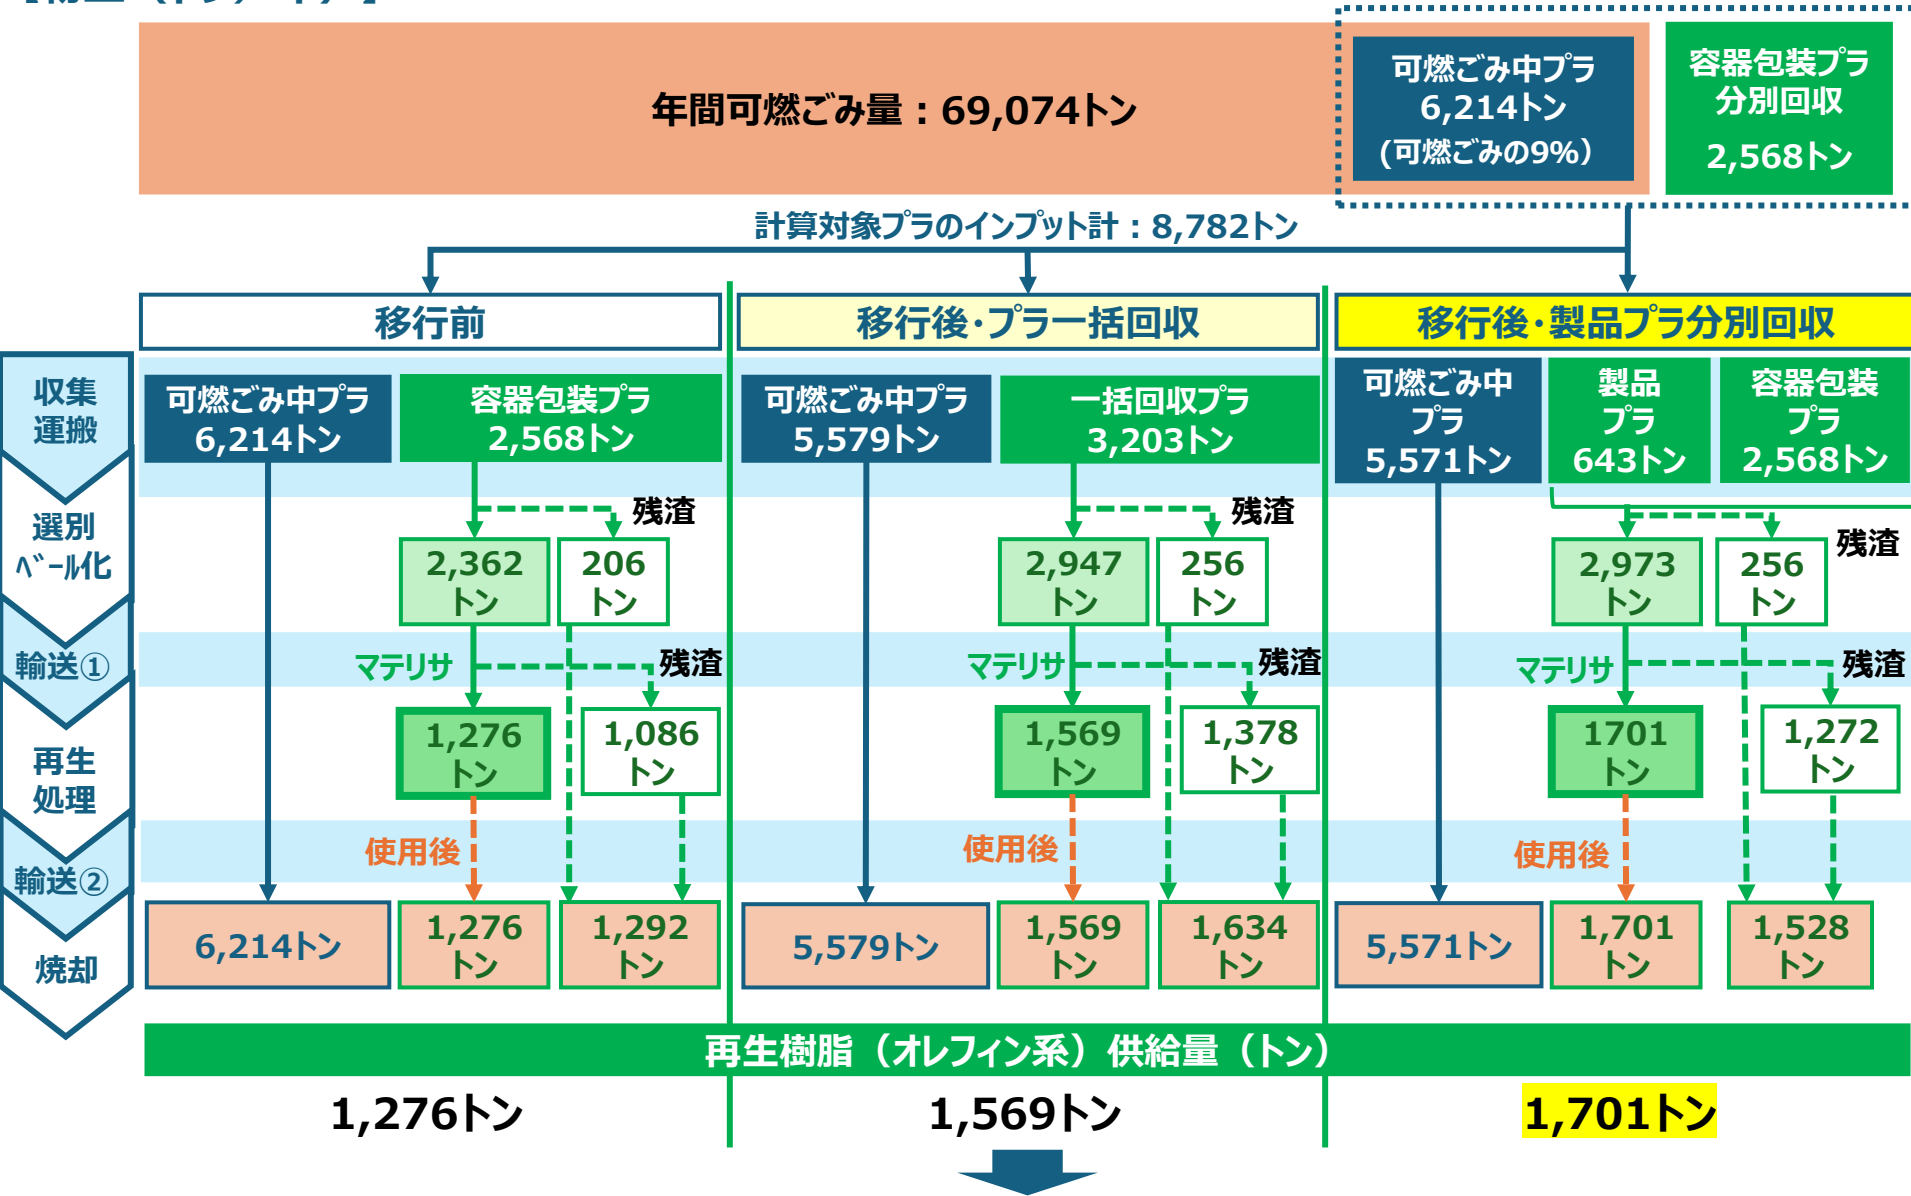 年間可燃ごみ量：69,074トン
可燃ごみ中プラ
6,214トン
(可燃ごみの9%）
容器包装プラ
分別回収
2,568トン
計算対象プラのインプット計：8,782トン
移行前
移行後･プラ一括回収
移行後･製品プラ分別回収
収集
運搬
可燃ごみ中プラ
6,214トン
容器包装プラ
2,568トン
可燃ごみ中プラ
5,579トン
一括回収プラ
3,203トン
可燃ごみ中
プラ
5,571トン
製品
プラ
643トン
容器包装
プラ
2,568トン
選別
ﾍﾞｰﾙ化
残渣
2,362
トン
206
トン
残渣
2,947
トン
256
トン
残渣
2,973
トン
256
トン
輸送①
マテリサ
残渣
マテリサ
残渣
マテリサ
残渣
再生
処理
1,276
トン
1,086
トン
1,569
トン
1,378
トン
1701
トン
1,272
トン
輸送②
使用後
使用後
使用後
焼却
6,214トン
1,276
トン
1,292
トン
5,579トン
1,569
トン
1,634
トン
5,571トン
1,701
トン
1,528
トン
再生樹脂（オレフィン系）供給量（トン）
1,276トン
1,569トン
1,701トン